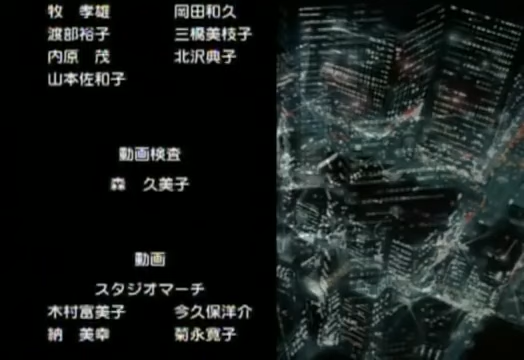 牧　孝雄　　　岡田和久
渡部裕子　　　三橋美枝子
内原　茂　　　北沢典子
山本佐和子
動画検査
森　久美子
動画
スタジオマーチ
木村富美子　　今久保洋介
納　美幸　　　菊永寛子